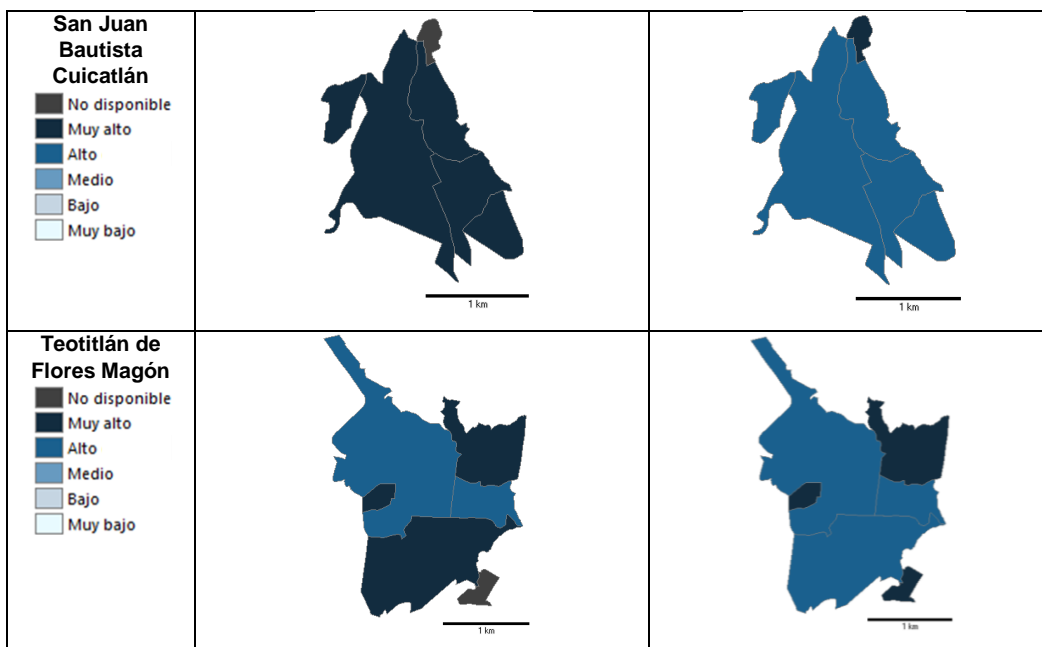 San Juan
Bautista
Cuicatlán
No disponible
Muy alto
Alto
Medio
Bajo
Muy bajo
1 km
1 km
Teotitlán de
Flores Magón
No disponible
Muy alto
Alto
Medio
Bajo
Muy bajo
1 km
1 km